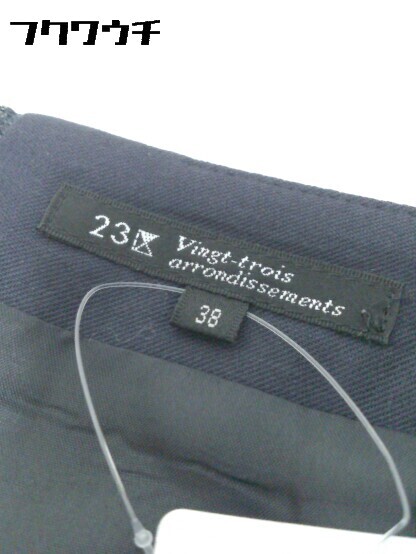 フクワウチ
23区 Vingt-trois
arrondissements
38